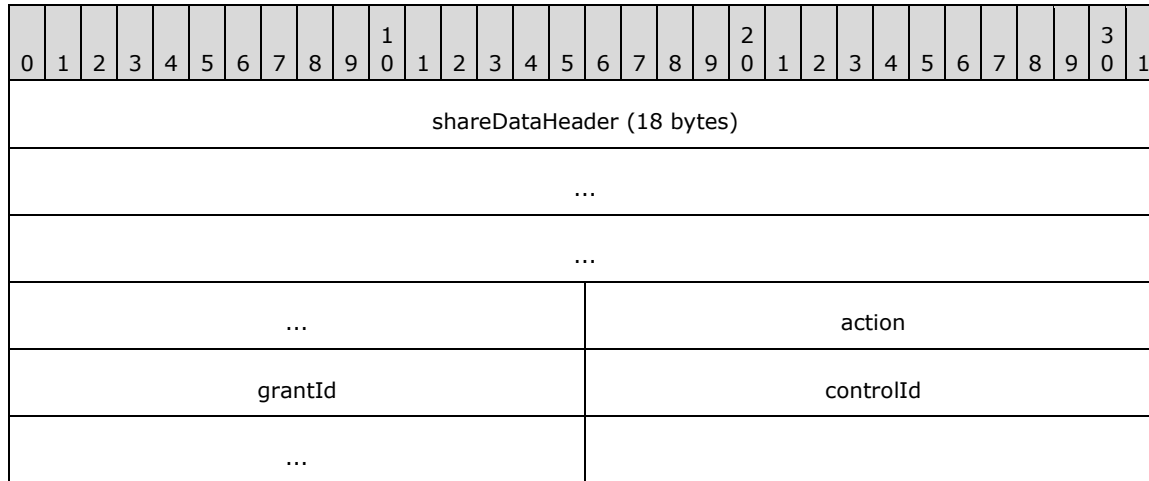 1 2 3
0 1 2 3 4 5 6 7 8 9 0 1 2 3 4 5 6 7 8 9 0 1 2 3 4 5 6 7 8 9 0 1
shareDataHeader (18 bytes)
...
...
... action
grantId controlId
...